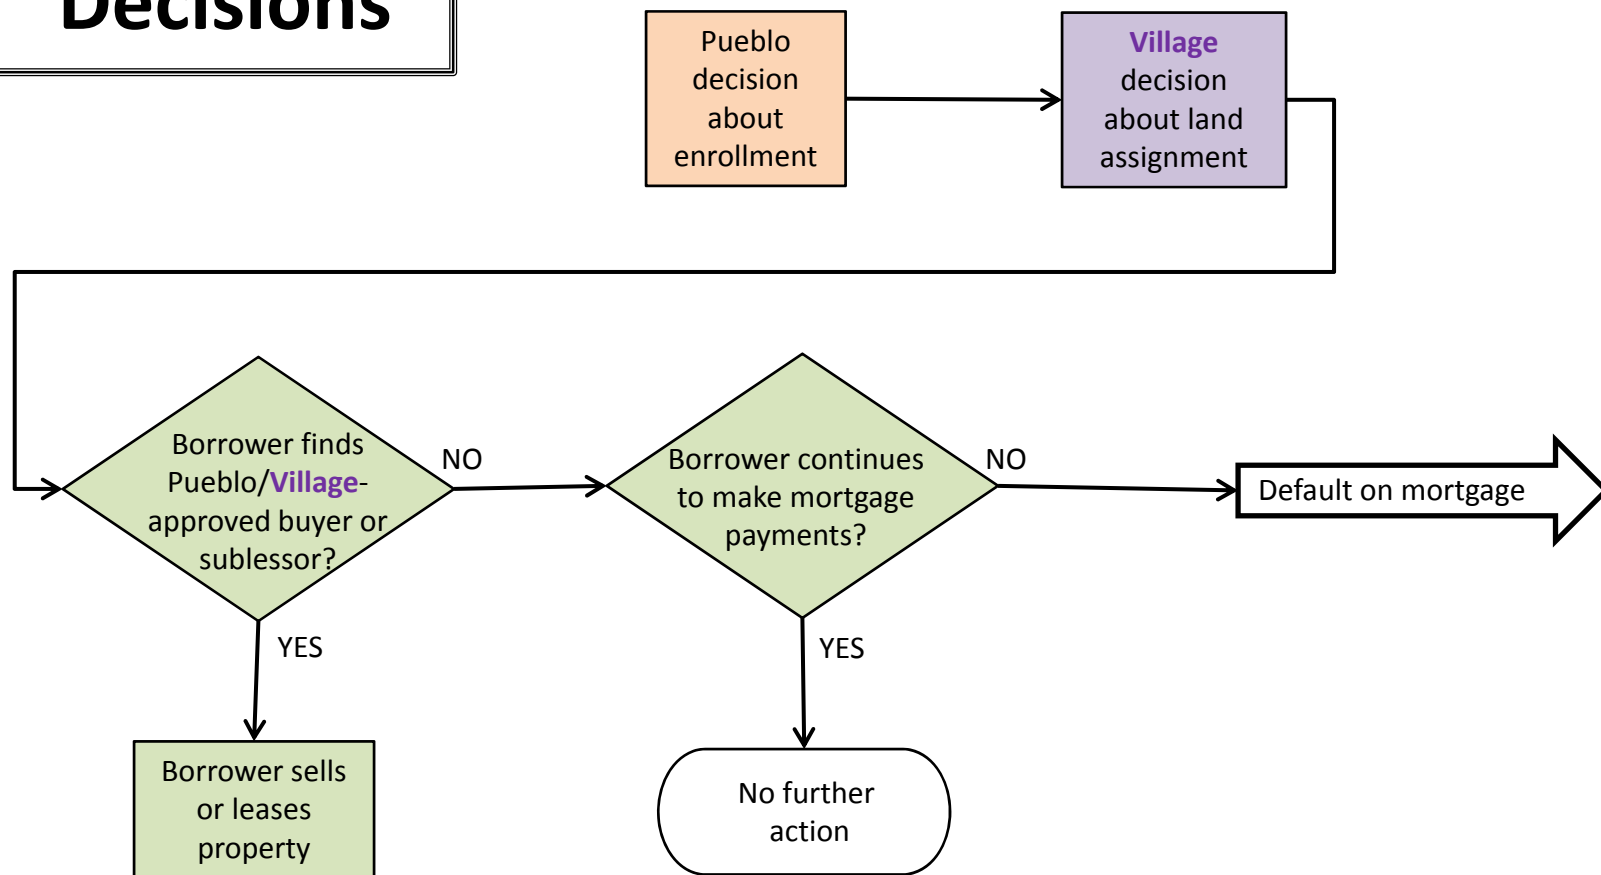 Decisions
Pueblo
decision
about
enrollment
Village
decision
about land
assignment
Borrower finds
Pueblo/Village-
approved buyer or
sublessor?
NO
Borrower continues
to make mortgage
payments?
NO
Default on mortgage
YES
YES
Borrower sells
or leases
property
No further
action